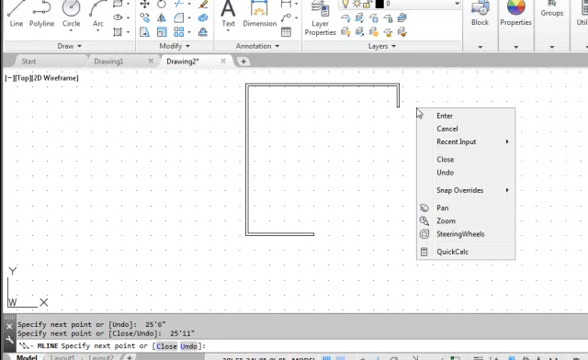 Line Polyline Circle Arc
Text Dimension
Layer Properties
Block
Properties
Groups
Draw
Modify
Annotation
Layers
Start
Drawing1
Drawing2*
[−][Top][2D Wireframe]
Enter
Cancel
Recent Input
Close
Undo
Snap Overrides
Pan
Zoom
SteeringWheels
QuickCalc
Y
W X
Specify next point or [Undo]: 25'6"
Specify next point or [Close/Undo]: 25'11"
MLINE Specify next point or [Close Undo]:
Model Layout1 Layout2